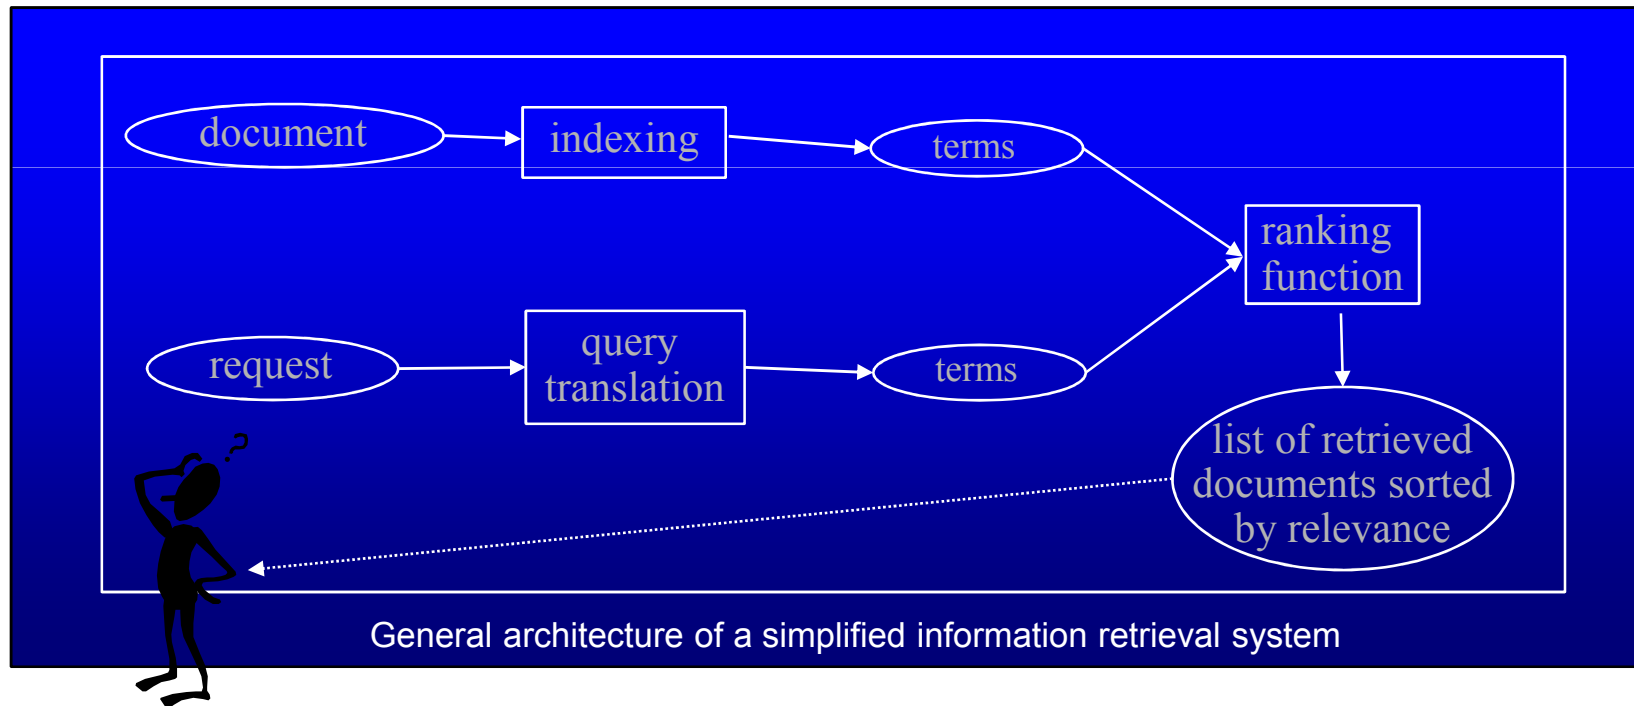 document
indexing
terms
ranking
function
request
query
translation
terms
list of retrieved
documents sorted
by relevance
?
General architecture of a simplified information retrieval system